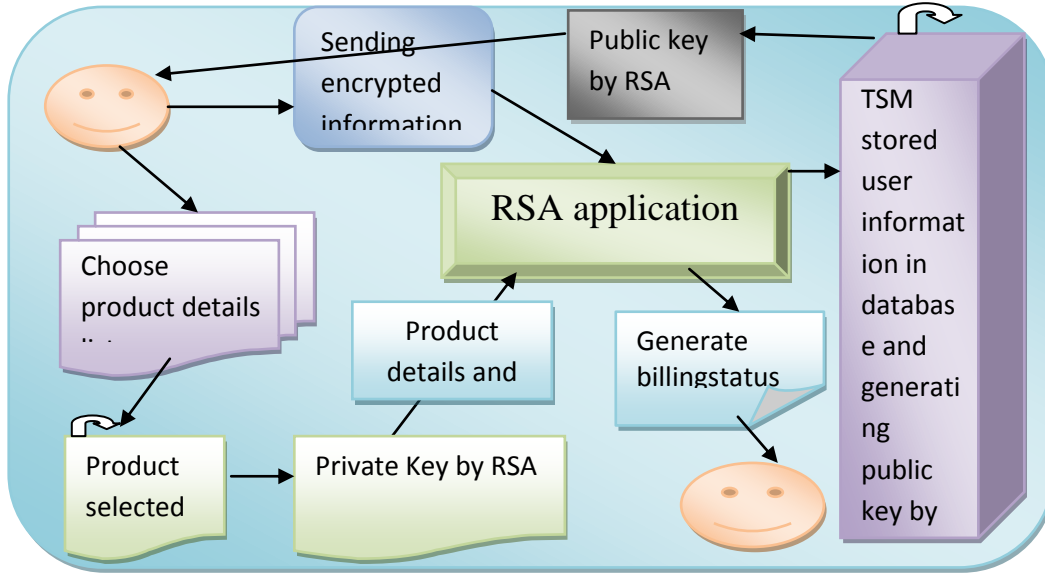 Sending
encrypted
information
Public key
by RSA
TSM
stored
user
informat
ion in
databas
e and
generati
ng
public
key by
RSA application
Choose
product details
Product
details and
Generate
billingstatus
Product
selected
Private Key by RSA